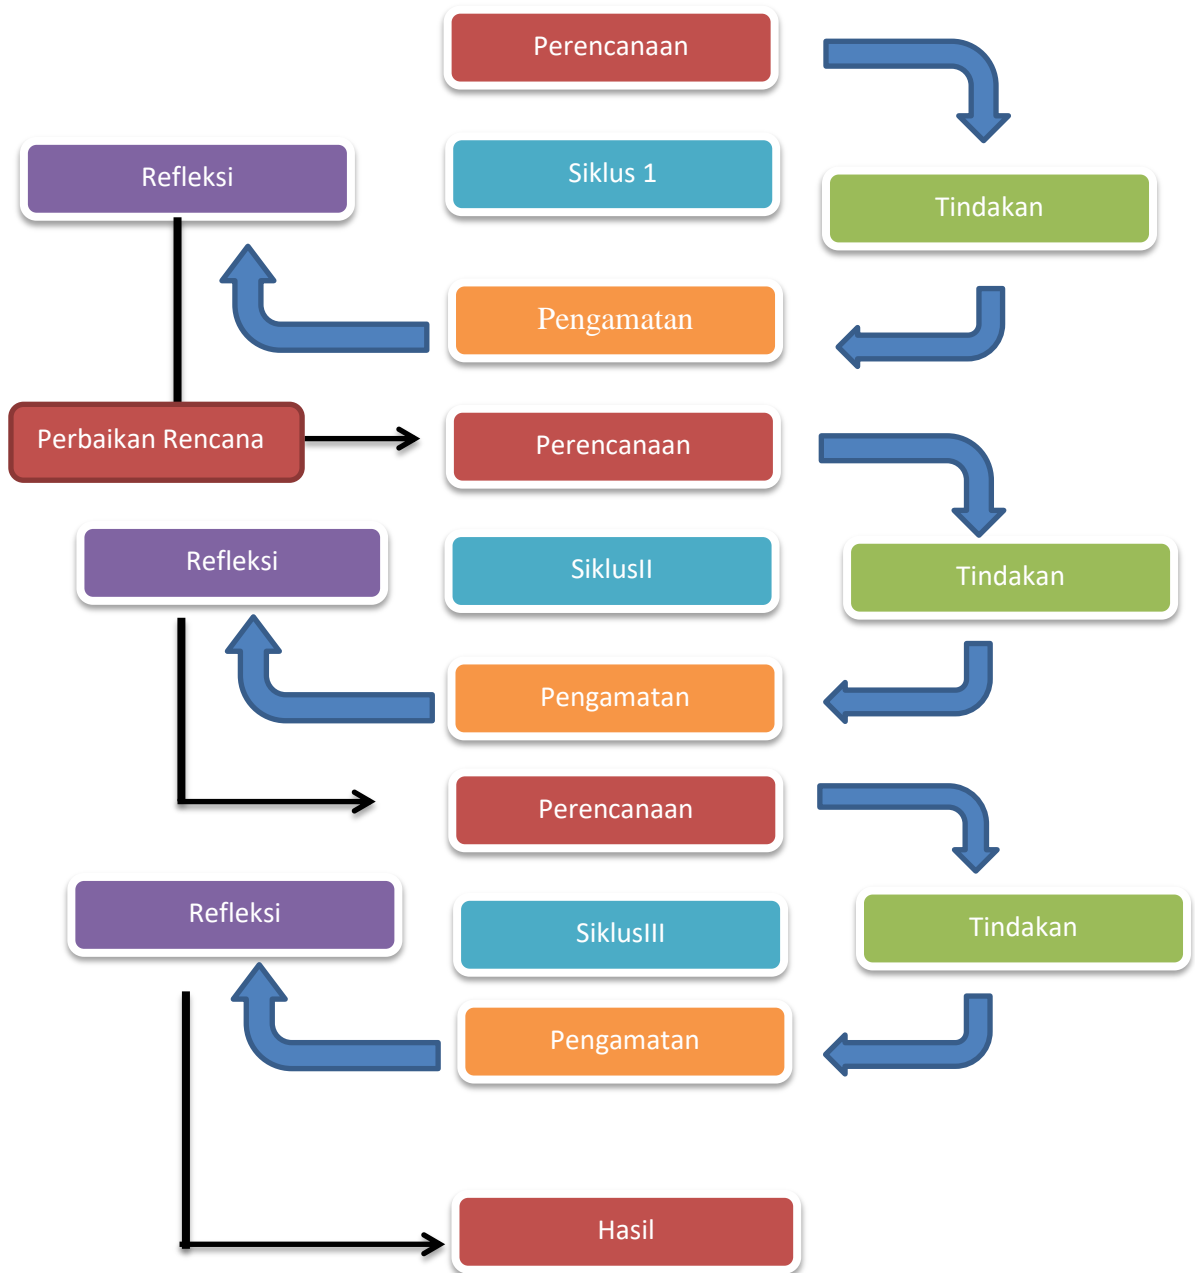 Perencanaan
Refleksi
Siklus 1
Tindakan
Pengamatan
Perbaikan Rencana
Perencanaan
Refleksi
SiklusII
Tindakan
Pengamatan
Perencanaan
Refleksi
SiklusIII
Tindakan
Pengamatan
Hasil